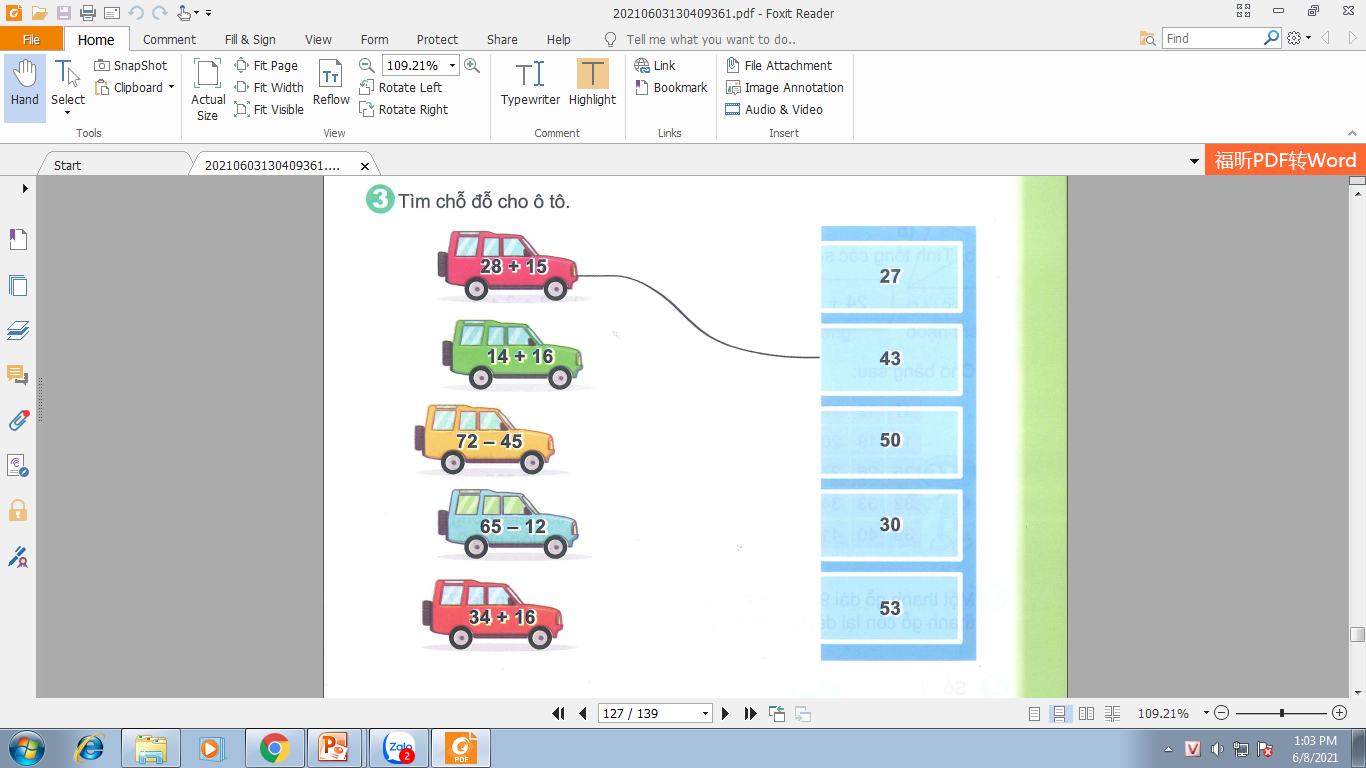 20210603130409361.pdf - Foxit Reader
File Home Comment Fill & Sign View Form Protect Share Help Tell me what you want to do.. Find
Hand
Select
SnapShot
Clipboard
Tools
Actual Size
Fit Page
Fit Width
Fit Visible
Reflow
109.21%
Rotate Left
Rotate Right
View
Typewriter
Highlight
Comment
Link
Bookmark
Links
File Attachment
Image Annotation
Audio & Video
Insert
Start
20210603130409361....
福昕PDF转Word
3 Tìm chỗ đỗ cho ô tô.
28 + 15
14 + 16
72 – 45
65 – 12
34 + 16
27
43
50
30
53
127 / 139
109.21%
Zalo
2
PDF
1:03 PM
6/8/2021